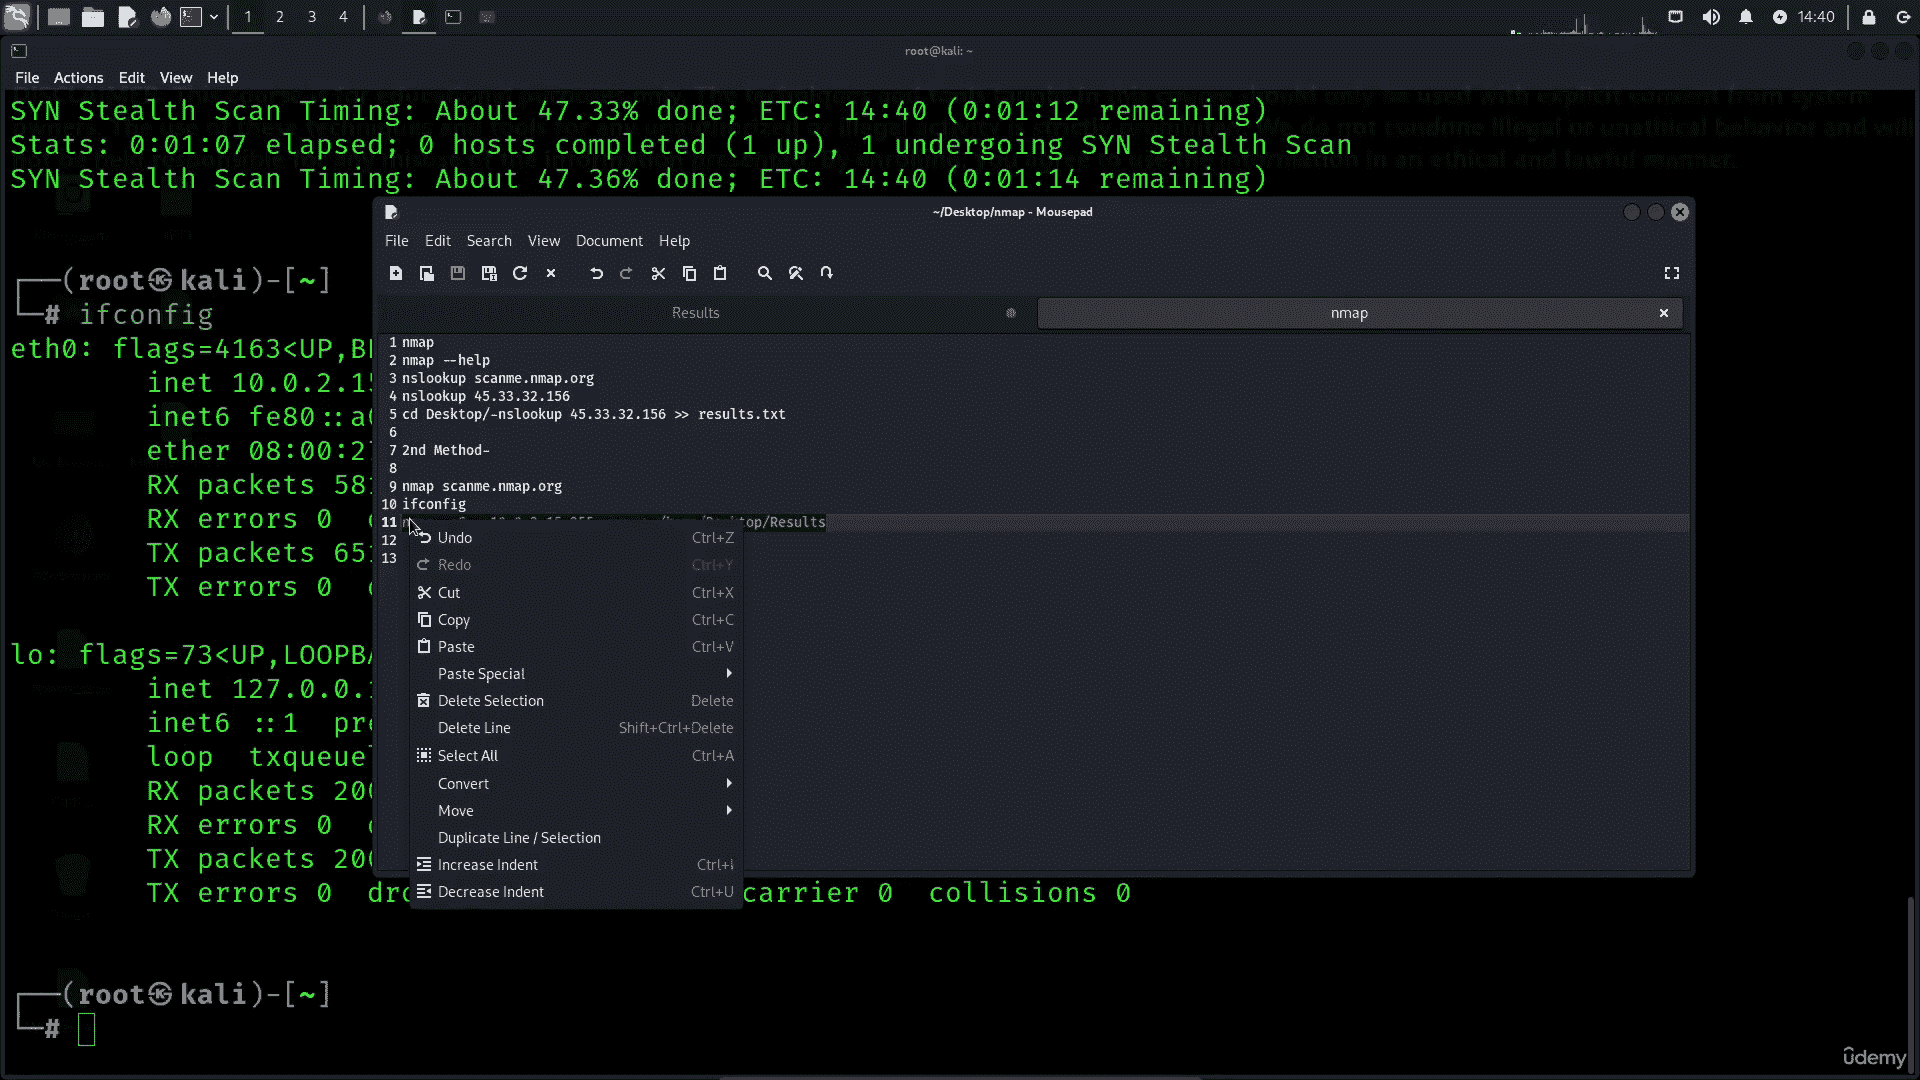 1 2 3 4 14:40
root@kali: ~
File Actions Edit View Help
SYN Stealth Scan Timing: About 47.33% done; ETC: 14:40 (0:01:12 remaining)
Stats: 0:01:07 elapsed; 0 hosts completed (1 up), 1 undergoing SYN Stealth Scan
SYN Stealth Scan Timing: About 47.36% done; ETC: 14:40 (0:01:14 remaining)
(root㉿kali)-[~]
# ifconfig
eth0: flags=4163<UP,
inet 10.0.2.
inet6 fe80::
ether 08:00:
RX packets
RX errors 0
TX packets
TX errors 0
lo: flags=73<UP,
inet 127.0.0.
inet6 ::1
loop
RX packets
RX errors 0
TX packets
TX errors 0 carrier 0 collisions 0
(root㉿kali)-[~]
#
~/Desktop/nmap - Mousepad
File Edit Search View Document Help
Results nmap
1 nmap
2 nmap --help
3 nslookup scanme.nmap.org
4 nslookup 45.33.32.156
5 cd Desktop/-nslookup 45.33.32.156 >> results.txt
6
7 2nd Method-
8
9 nmap scanme.nmap.org
10 ifconfig
11 /Results
12
13
Undo Ctrl+Z
Redo Ctrl+Y
Cut Ctrl+X
Copy Ctrl+C
Paste Ctrl+V
Paste Special
Delete Selection Delete
Delete Line Shift+Ctrl+Delete
Select All Ctrl+A
Convert
Move
Duplicate Line / Selection
Increase Indent Ctrl+I
Decrease Indent Ctrl+U
ûdemy